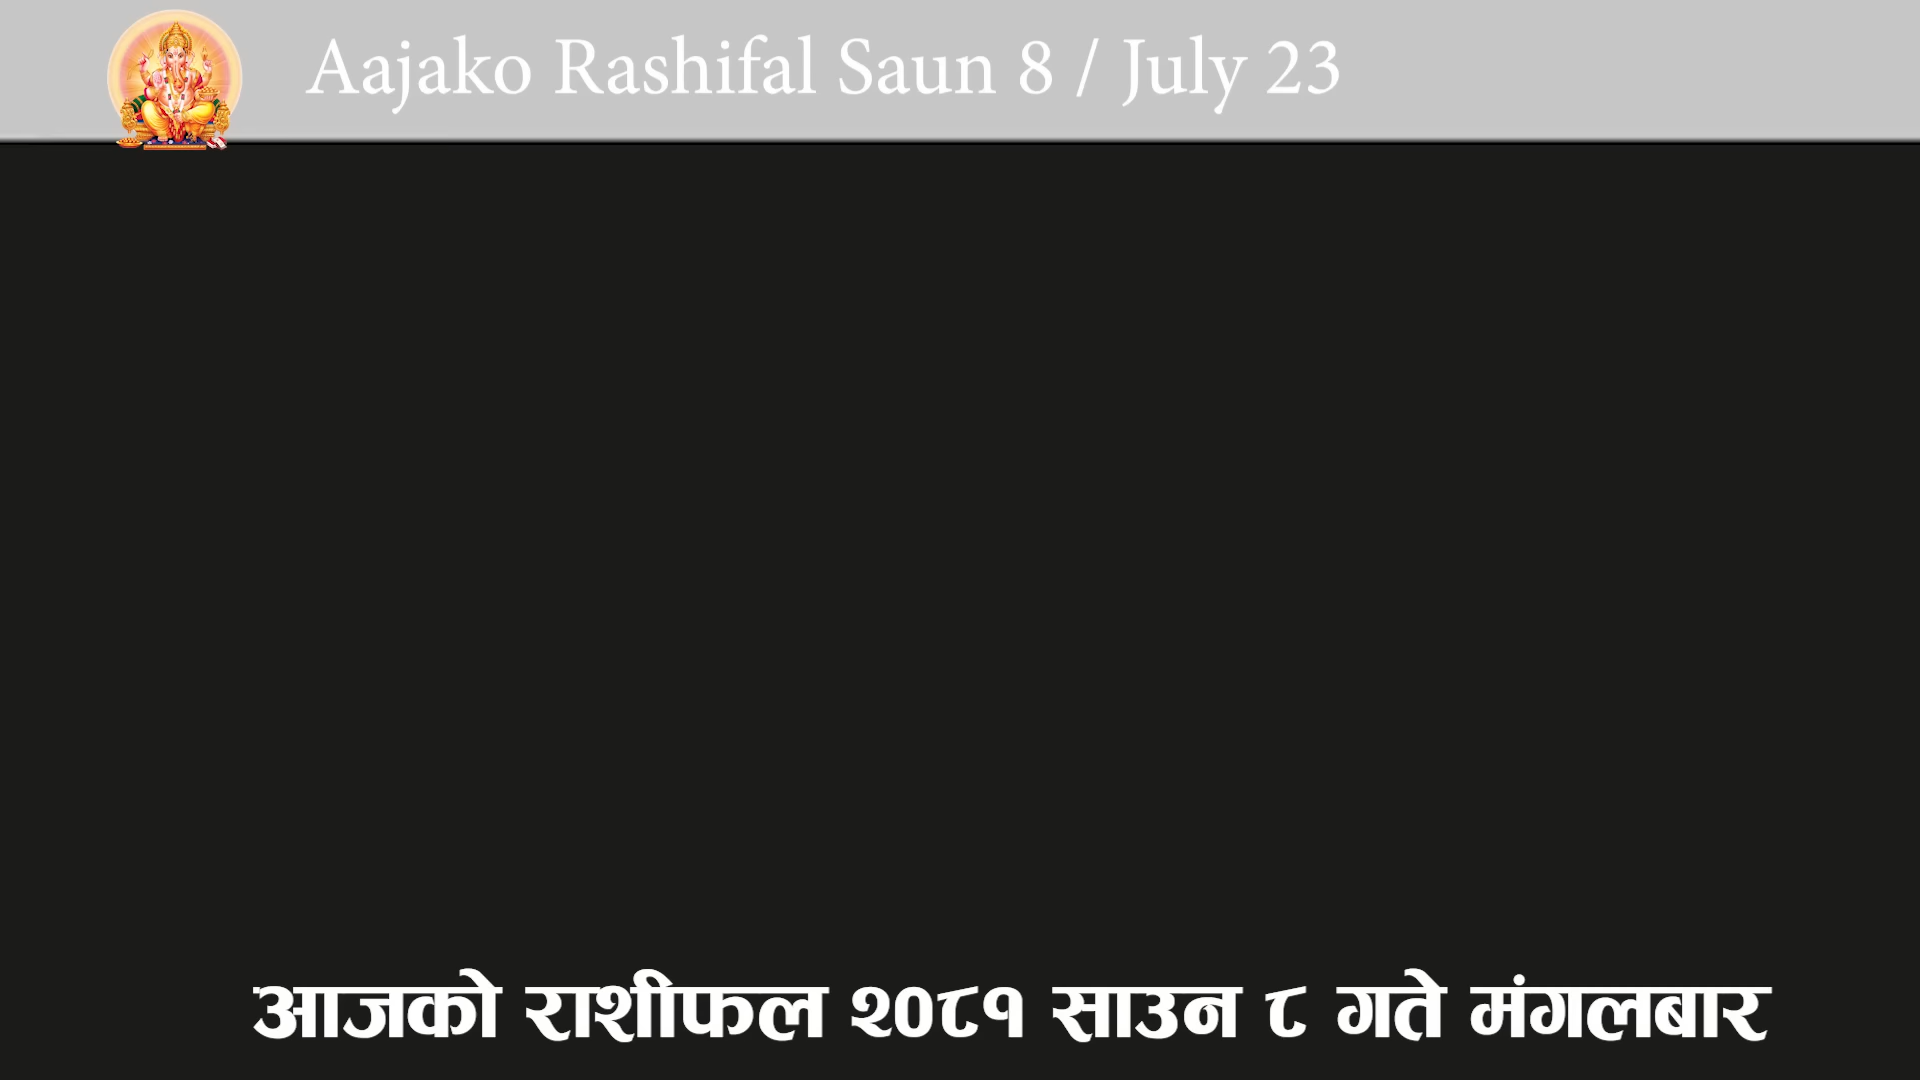 Aajako Rashifal Saun 8 / July 23
आजको राशीफल २०८१ साउन ८ गते मंगलबार